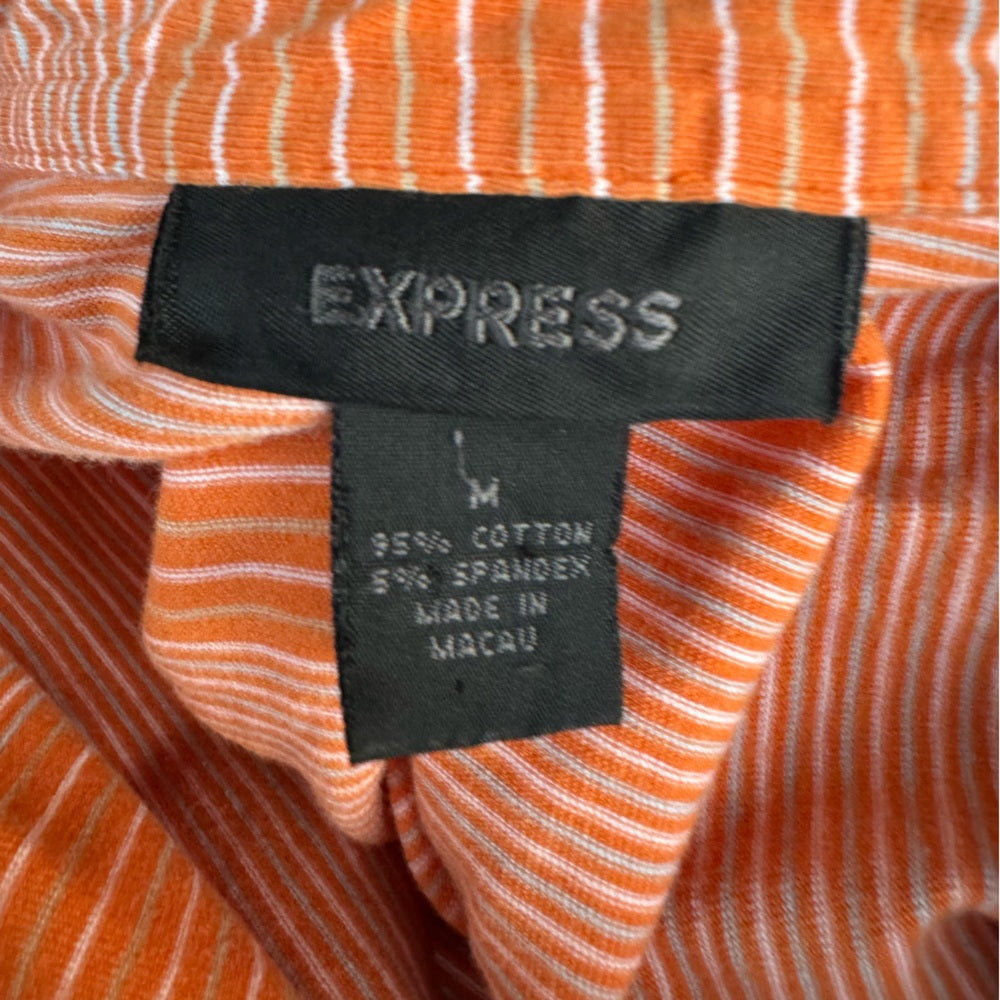 EXPRESS
M
95% COTTON
5% SPANDEX
MADE IN
MACAU